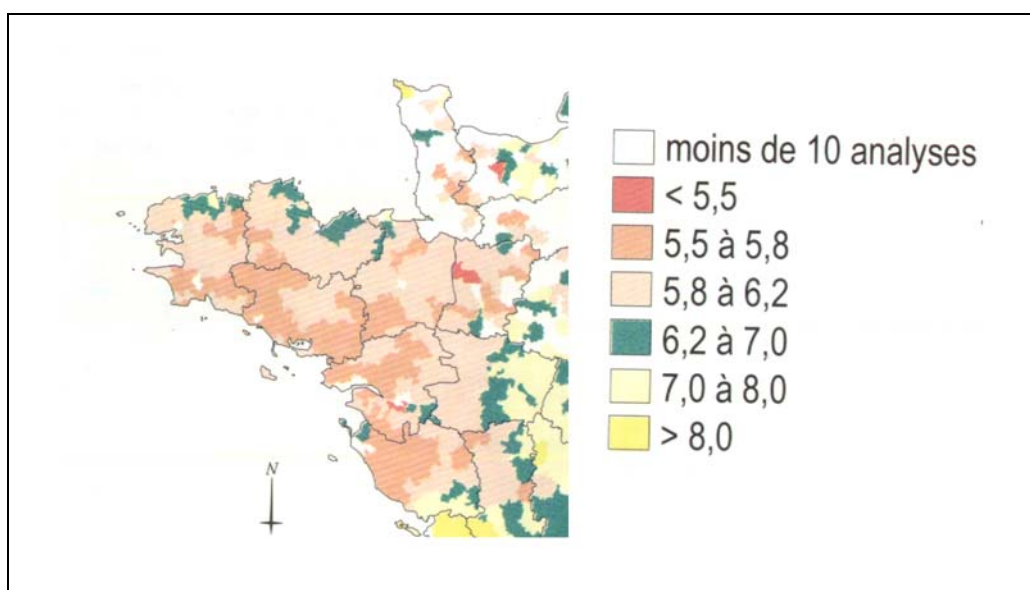 moins de 10 analyses
< 5,5
5,5 à 5,8
5,8 à 6,2
6,2 à 7,0
7,0 à 8,0
> 8,0
N